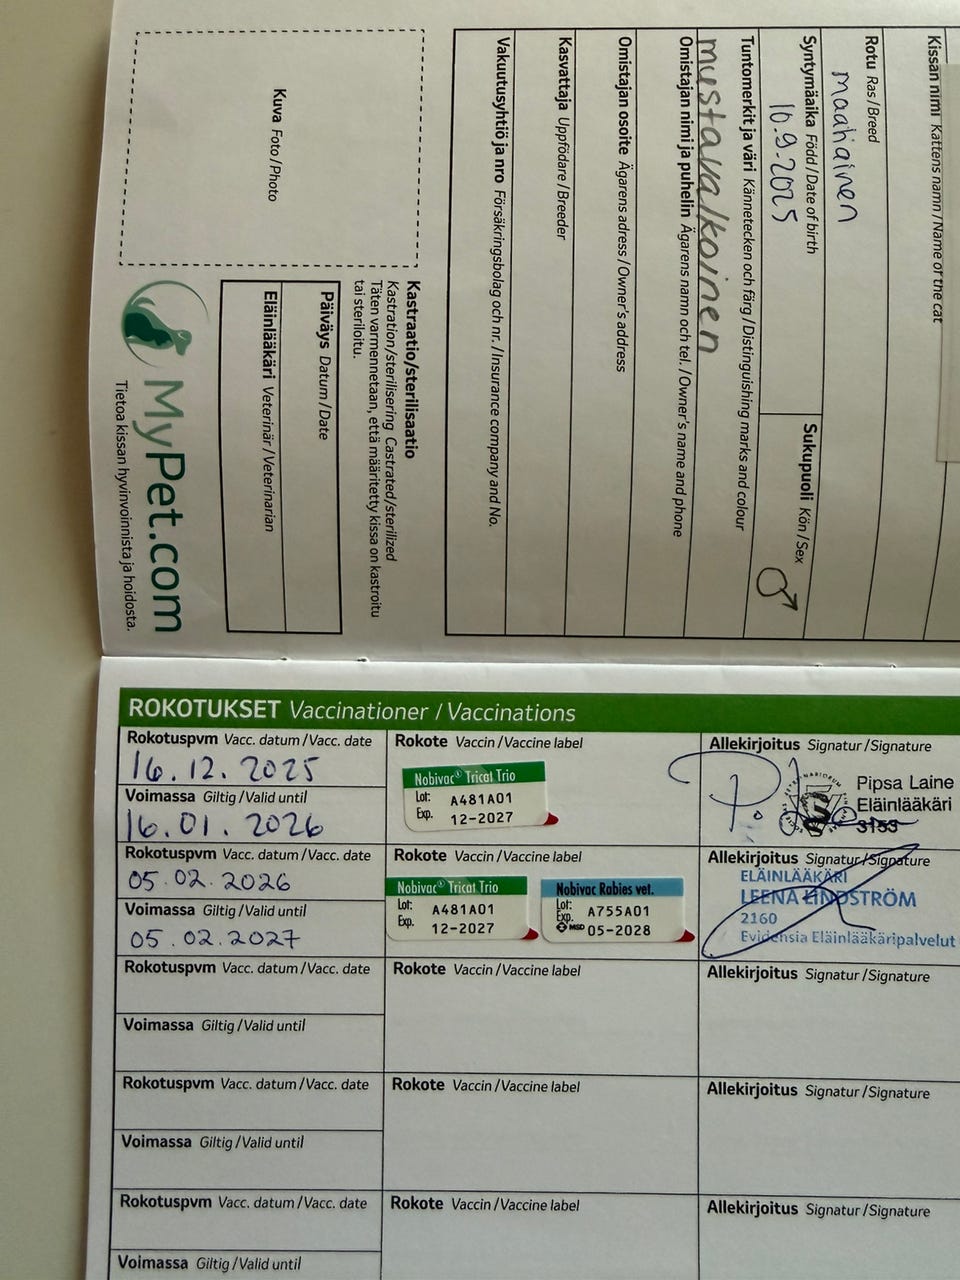 Kissan nimi Kattens namn/Name of the cat
Rotu Ras/Breed
maatiainen
Syntymäaika Född/Date of birth
10.9.2025
Sukupuoli Kön/Sex
♂
Tuntomerkit ja väri Kännetecken och färg/Distinguishing marks and colour
mustavalkoinen
Omistajan nimi ja puhelin Ägarens namn och tel./Owner's name and phone
Omistajan osoite Ägarens adress/Owner's address
Kasvattaja Uppfödare/Breeder
Vakuutusyhtiö ja nro Försäkringsbolag och nr./Insurance company and No.
Kuva Foto/Photo
Kastraatio/sterilisaatio
Kastration/sterilisering Castrated/sterilized
Täten varmennetaan, että määritetty kissa on kastroitu
tai steriloitu.
Päiväys Datum/Date
Eläinlääkäri Veterinär/Veterinarian
MyPet.com
Tietoa kissan hyvinvoinnista ja hoidosta.
ROKOTUKSET Vaccinationer / Vaccinations
Rokotuspvm Vacc. datum/Vacc. date
16.12.2025
Voimassa Giltig/Valid until
16.01.2026
Rokote Vaccin/Vaccine label
Nobivac® Tricat Trio
Lot: A481A01
Exp. 12-2027
Allekirjoitus Signatur/Signature
Pipsa Laine
Eläinlääkäri
3153
Rokotuspvm Vacc. datum/Vacc. date
05.02.2026
Voimassa Giltig/Valid until
05.02.2027
Rokote Vaccin/Vaccine label
Nobivac® Tricat Trio
Lot: A481A01
Exp. 12-2027
Nobivac Rabies vet.
Lot: A755A01
Exp.
MSD 05-2028
Allekirjoitus Signatur/Signature
ELÄINLÄÄKÄRI
LEENA LINDSTRÖM
2160
Evidensia Eläinlääkäripalvelut
Rokotuspvm Vacc. datum/Vacc. date
Voimassa Giltig/Valid until
Rokote Vaccin/Vaccine label
Allekirjoitus Signatur/Signature
Rokotuspvm Vacc. datum/Vacc. date
Voimassa Giltig/Valid until
Rokote Vaccin/Vaccine label
Allekirjoitus Signatur/Signature
Rokotuspvm Vacc. datum/Vacc. date
Voimassa Giltig/Valid until
Rokote Vaccin/Vaccine label
Allekirjoitus Signatur/Signature